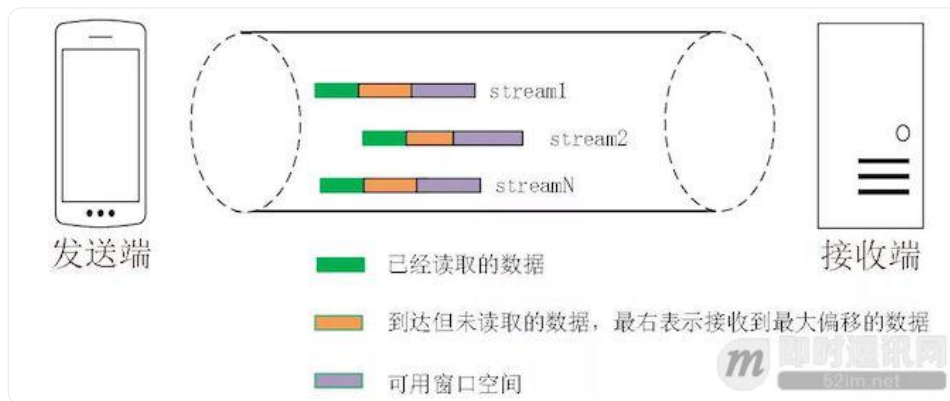 stream1
stream2
streamN
发送端
接收端
已经读取的数据
到达但未读取的数据，最右表示接收到最大偏移的数据
可用窗口空间
m 即时通讯网
52im.net